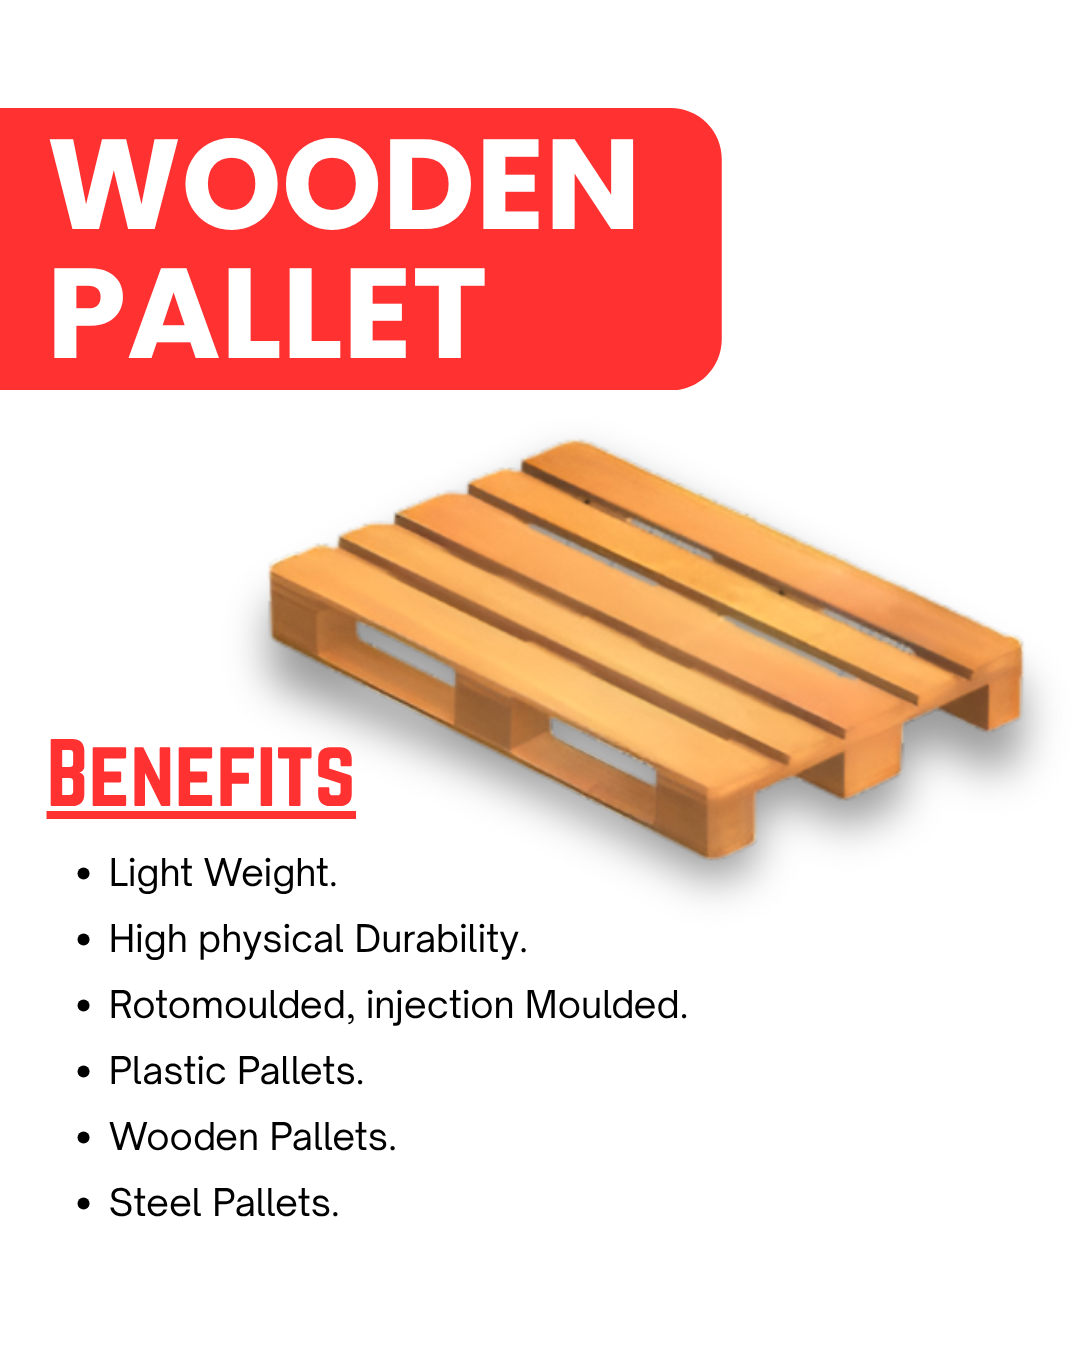 WOODEN
PALLET
BENEFITS
• Light Weight.
• High physical Durability.
• Rotomoulded, injection Moulded.
• Plastic Pallets.
• Wooden Pallets.
• Steel Pallets.